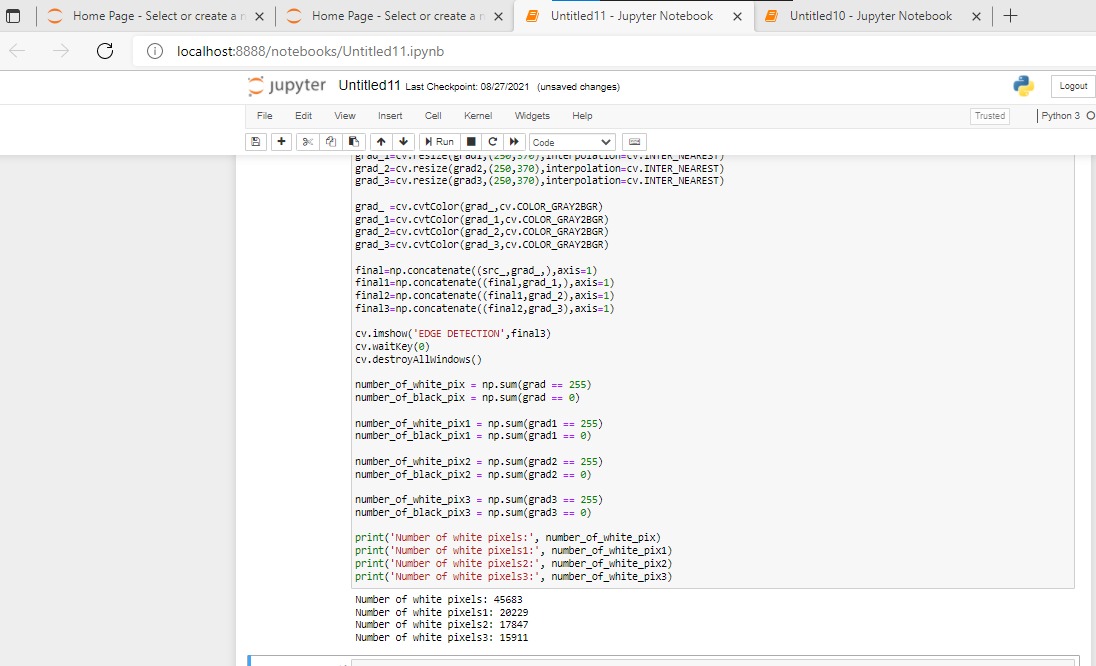 Home Page - Select or create a n
Home Page - Select or create a n
Untitled11 - Jupyter Notebook
Untitled10 - Jupyter Notebook
localhost:8888/notebooks/Untitled11.ipynb
jupyter Untitled11 Last Checkpoint: 08/27/2021 (unsaved changes)
Logout
File Edit View Insert Cell Kernel Widgets Help
Trusted
Python 3
Run
Code
grad_1=cv.resize(grad1,(250,370),interpolation=cv.INTER_NEAREST)
grad_2=cv.resize(grad2,(250,370),interpolation=cv.INTER_NEAREST)
grad_3=cv.resize(grad3,(250,370),interpolation=cv.INTER_NEAREST)
grad_ =cv.cvtColor(grad_,cv.COLOR_GRAY2BGR)
grad_1=cv.cvtColor(grad_1,cv.COLOR_GRAY2BGR)
grad_2=cv.cvtColor(grad_2,cv.COLOR_GRAY2BGR)
grad_3=cv.cvtColor(grad_3,cv.COLOR_GRAY2BGR)
final=np.concatenate((src_,grad_,),axis=1)
final1=np.concatenate((final,grad_1,),axis=1)
final2=np.concatenate((final1,grad_2),axis=1)
final3=np.concatenate((final2,grad_3),axis=1)
cv.imshow('EDGE DETECTION',final3)
cv.waitKey(0)
cv.destroyAllWindows()
number_of_white_pix = np.sum(grad == 255)
number_of_black_pix = np.sum(grad == 0)
number_of_white_pix1 = np.sum(grad1 == 255)
number_of_black_pix1 = np.sum(grad1 == 0)
number_of_white_pix2 = np.sum(grad2 == 255)
number_of_black_pix2 = np.sum(grad2 == 0)
number_of_white_pix3 = np.sum(grad3 == 255)
number_of_black_pix3 = np.sum(grad3 == 0)
print('Number of white pixels:', number_of_white_pix)
print('Number of white pixels1:', number_of_white_pix1)
print('Number of white pixels2:', number_of_white_pix2)
print('Number of white pixels3:', number_of_white_pix3)
Number of white pixels: 45683
Number of white pixels1: 20229
Number of white pixels2: 17847
Number of white pixels3: 15911